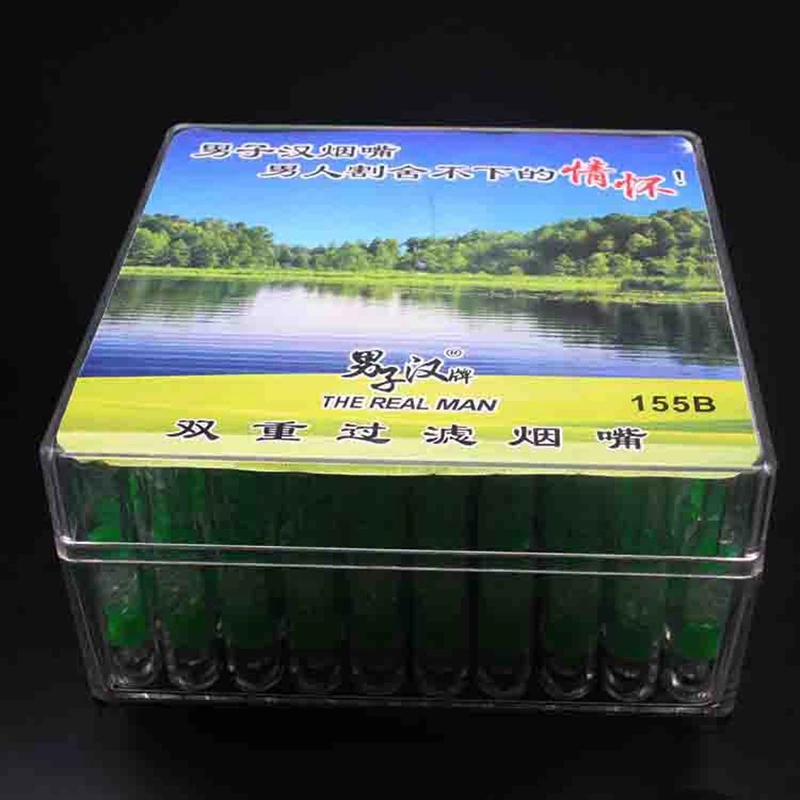 男子汉烟嘴
男人割舍不下的情怀!
男子汉牌®
THE REAL MAN
155B
双重过滤烟嘴